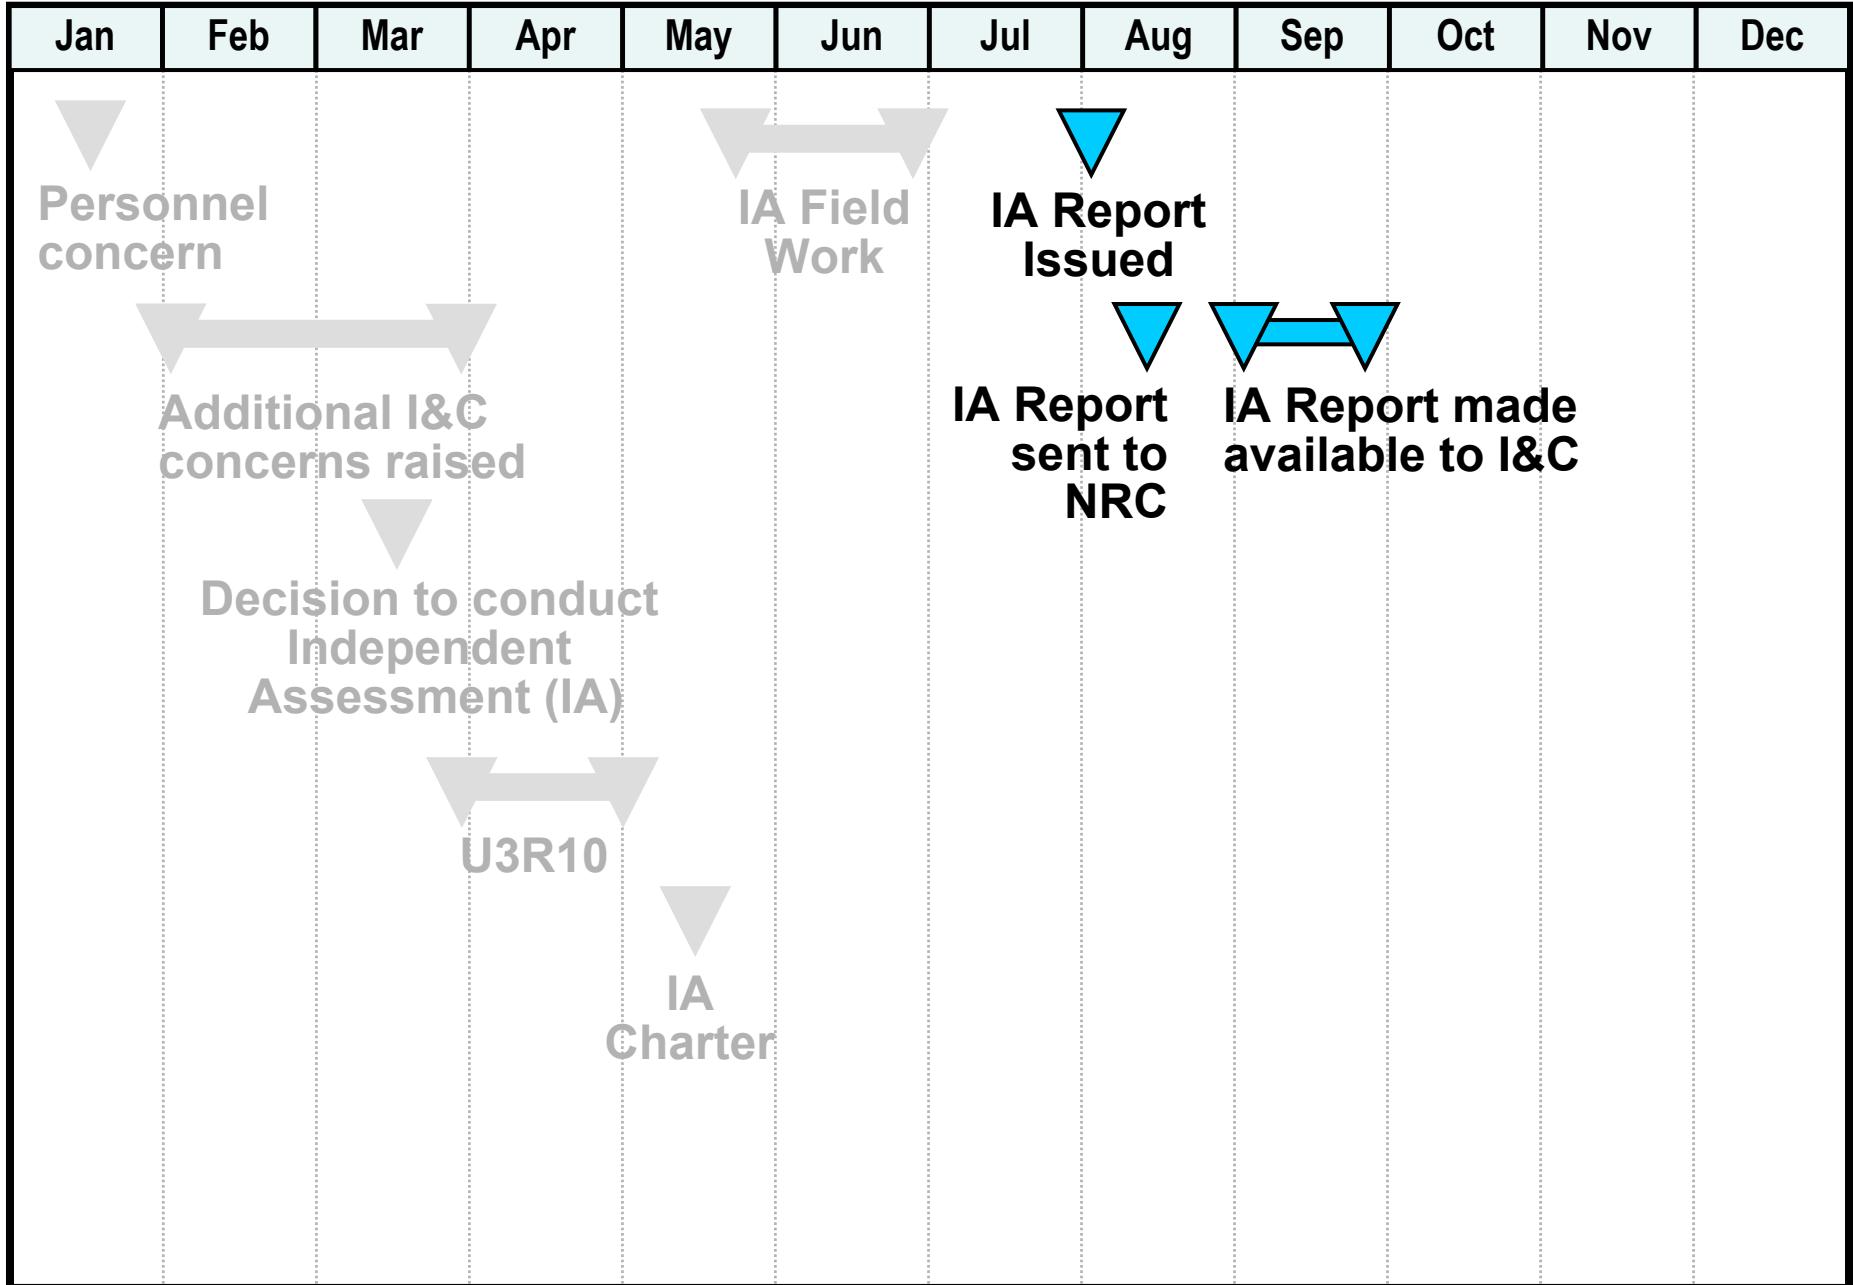 Jan Feb Mar Apr May Jun Jul Aug Sep Oct Nov Dec
Personnel
concern
IA Field
Work
IA Report
Issued
Additional I&C
concerns raised
IA Report
sent to
NRC
IA Report made
available to I&C
Decision to conduct
Independent
Assessment (IA)
U3R10
IA
Charter